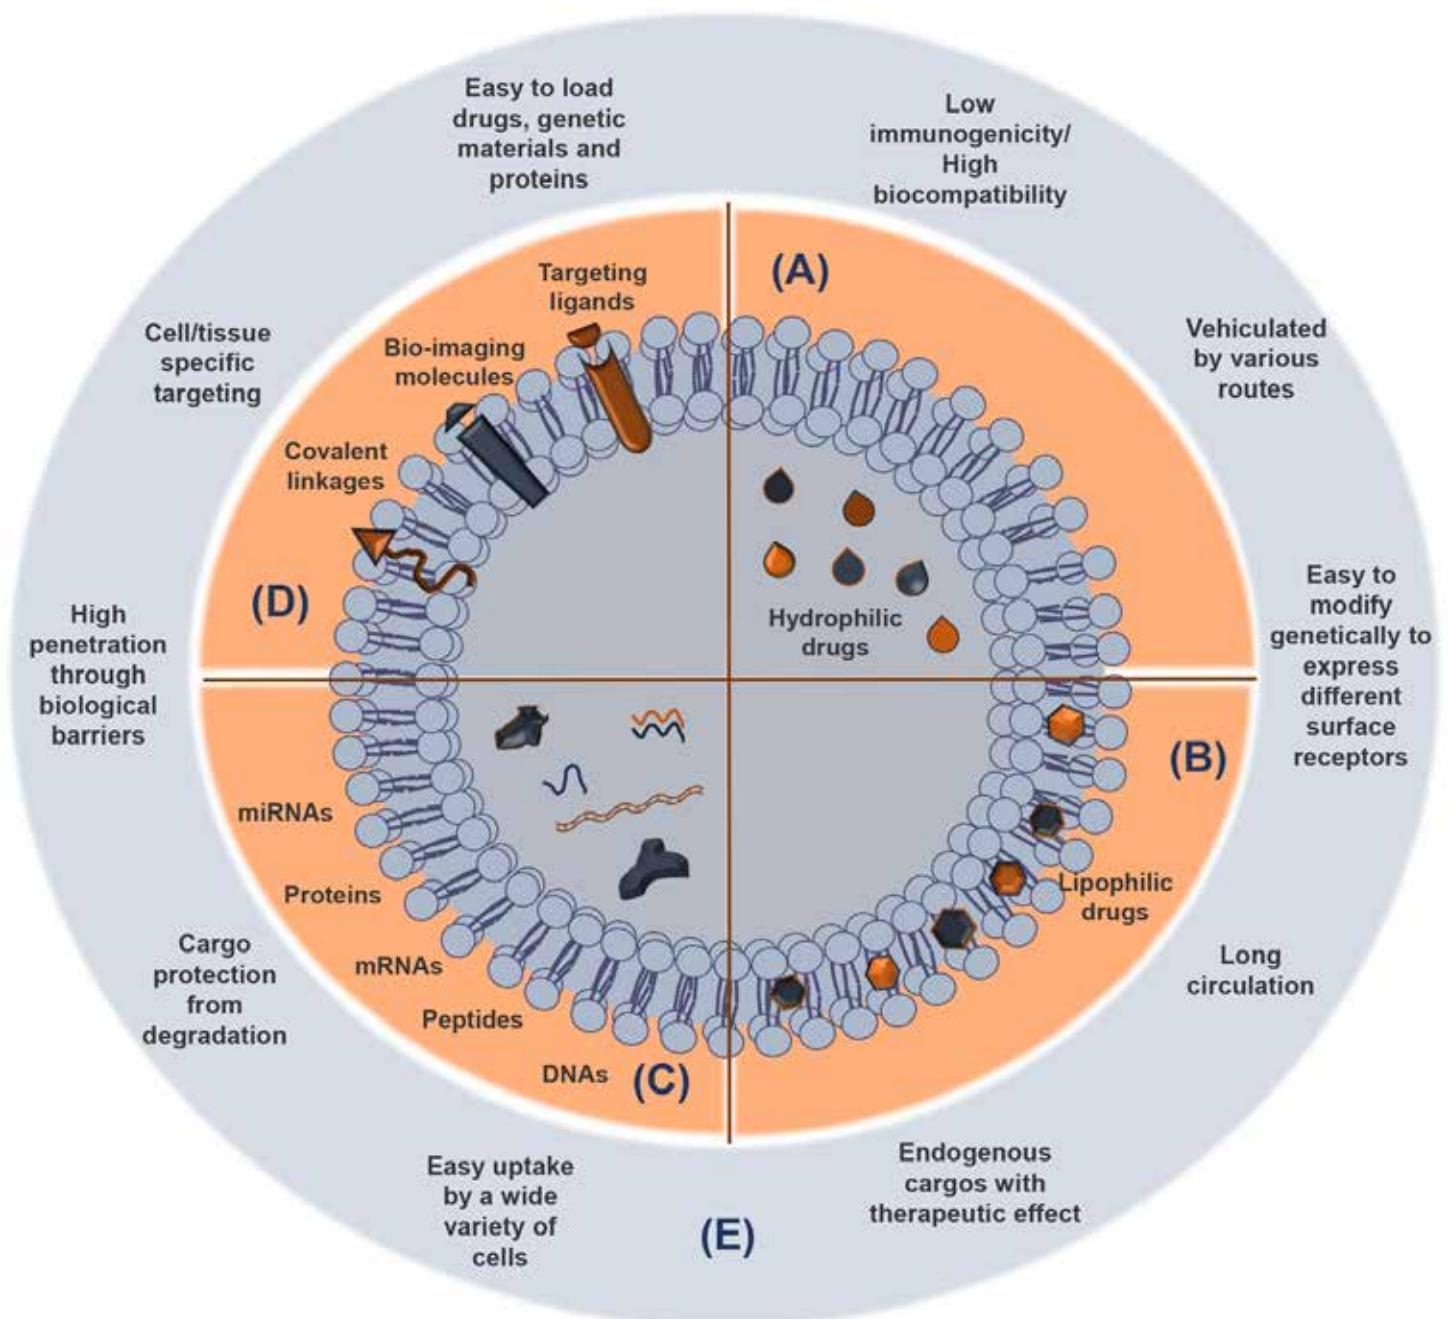 Easy to load
drugs, genetic
materials and
proteins
Low
immunogenicity/
High
biocompatibility
Vehiculated
by various
routes
Easy to
modify
genetically to
express
different
surface
receptors
Long
circulation
Endogenous
cargos with
therapeutic effect
(E)
Easy uptake
by a wide
variety of
cells
Cargo
protection
from
degradation
High
penetration
through
biological
barriers
Cell/tissue
specific
targeting
(A)
Hydrophilic
drugs
(B)
Lipophilic
drugs
(C)
miRNAs
Proteins
mRNAs
Peptides
DNAs
(D)
Targeting
ligands
Bio-imaging
molecules
Covalent
linkages